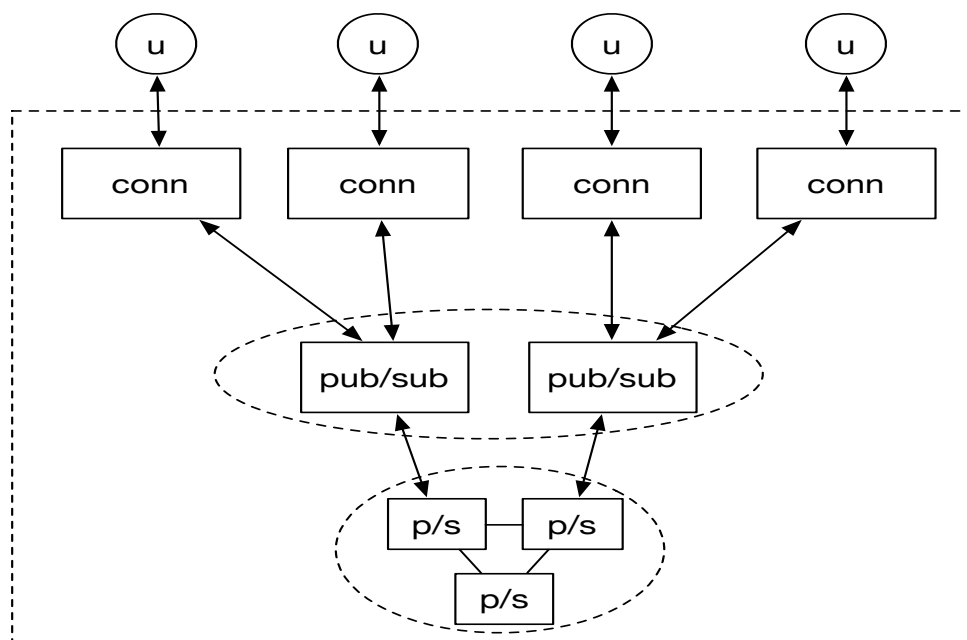 u u u u
conn conn conn conn
pub/sub pub/sub
p/s p/s
p/s